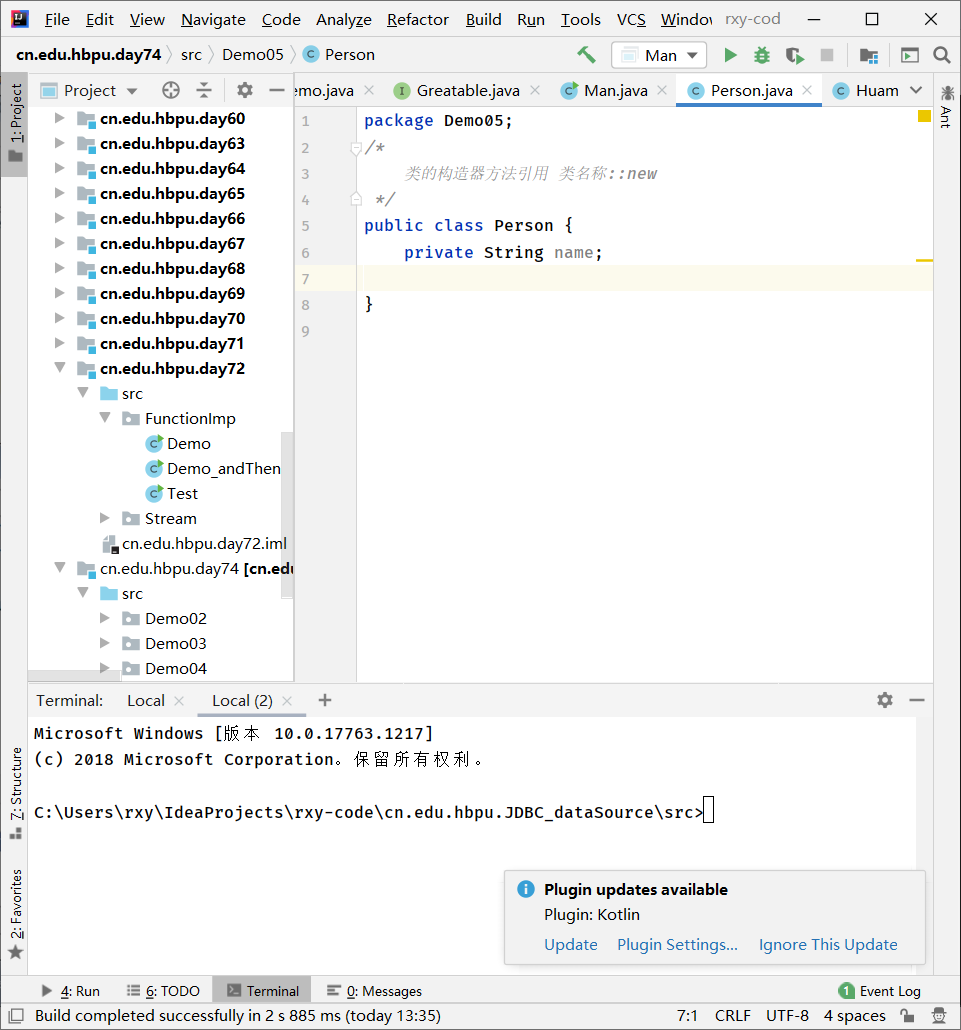 File Edit View Navigate Code Analyze Refactor Build Run Tools VCS Window rxy-cod
cn.edu.hbpu.day74 src Demo05 Person Man
1: Project
Project
emo.java Greatable.java Man.java Person.java Huam
Ant
cn.edu.hbpu.day60
cn.edu.hbpu.day63
cn.edu.hbpu.day64
cn.edu.hbpu.day65
cn.edu.hbpu.day66
cn.edu.hbpu.day67
cn.edu.hbpu.day68
cn.edu.hbpu.day69
cn.edu.hbpu.day70
cn.edu.hbpu.day71
cn.edu.hbpu.day72
src
FunctionImp
Demo
Demo_andThen
Test
Stream
cn.edu.hbpu.day72.iml
cn.edu.hbpu.day74 [cn.edu
src
Demo02
Demo03
Demo04
1 package Demo05;
2 /*
3 类的构造器方法引用 类名称::new
4 */
5 public class Person {
6 private String name;
7
8 }
9
Terminal: Local Local (2)
Microsoft Windows [版本 10.0.17763.1217]
(c) 2018 Microsoft Corporation。保留所有权利。
C:\Users\rxy\IdeaProjects\rxy-code\cn.edu.hbpu.JDBC_dataSource\src>
7: Structure
2: Favorites
Plugin updates available
Plugin: Kotlin
Update Plugin Settings... Ignore This Update
4: Run 6: TODO Terminal 0: Messages 1 Event Log
Build completed successfully in 2 s 885 ms (today 13:35) 7:1 CRLF UTF-8 4 spaces